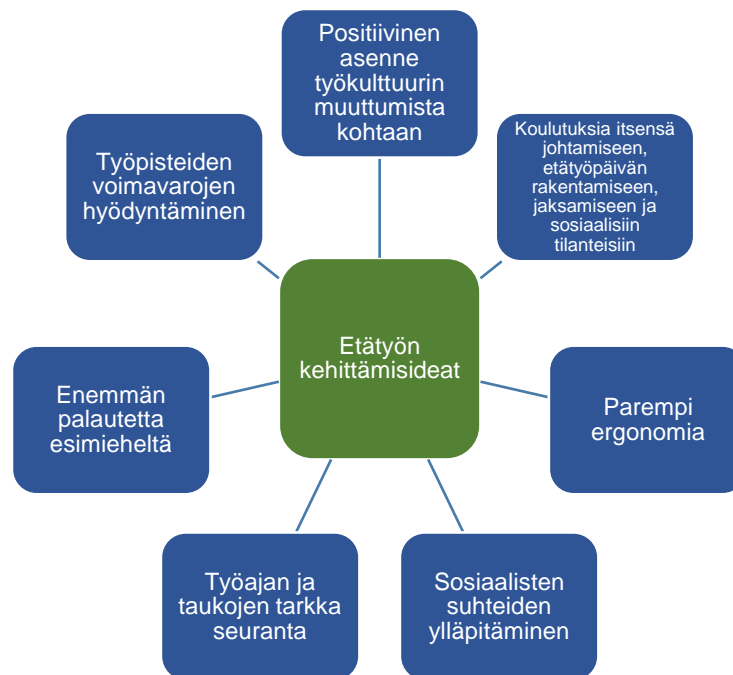 Positiivinen
asenne
työkulttuurin
muuttumista
kohtaan
Koulutuksia itsensä
johtamiseen,
etätyöpäivän
rakentamiseen,
jaksamiseen ja
sosiaalisiin
tilanteisiin
Parempi
ergonomia
Sosiaalisten
suhteiden
ylläpitäminen
Työajan ja
taukojen tarkka
seuranta
Enemmän
palautetta
esimieheltä
Työpisteiden
voimavarojen
hyödyntäminen
Etätyön
kehittämisideat